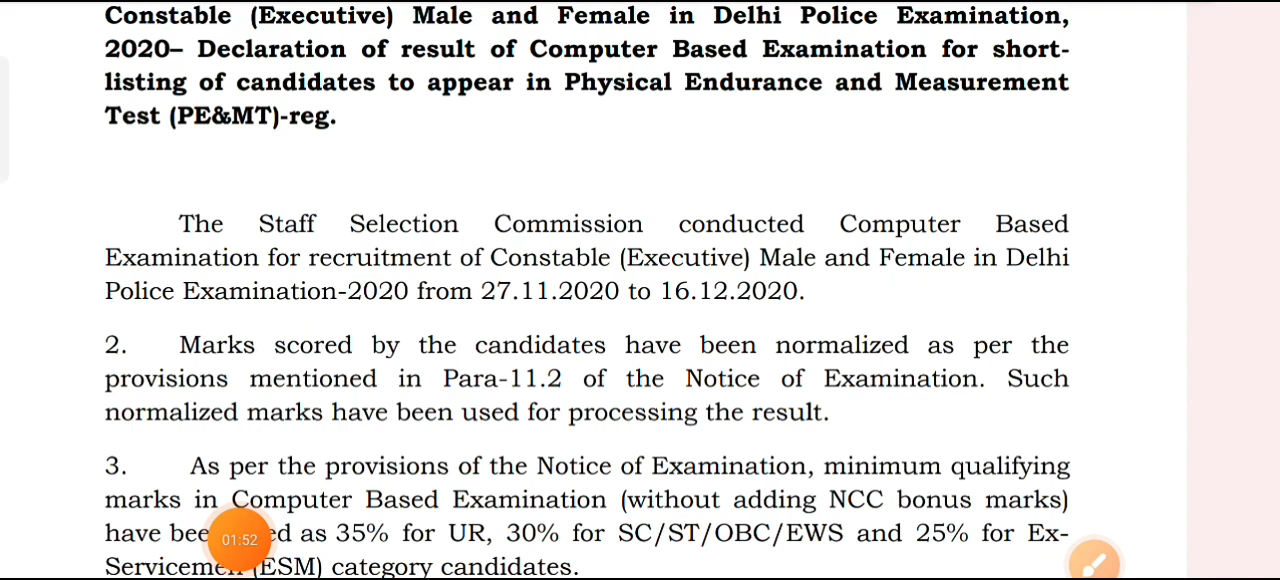 Constable (Executive) Male and Female in Delhi Police Examination,
2020– Declaration of result of Computer Based Examination for short-
listing of candidates to appear in Physical Endurance and Measurement
Test (PE&MT)-reg.
The Staff Selection Commission conducted Computer Based
Examination for recruitment of Constable (Executive) Male and Female in Delhi
Police Examination-2020 from 27.11.2020 to 16.12.2020.
2. Marks scored by the candidates have been normalized as per the
provisions mentioned in Para-11.2 of the Notice of Examination. Such
normalized marks have been used for processing the result.
3. As per the provisions of the Notice of Examination, minimum qualifying
marks in Computer Based Examination (without adding NCC bonus marks)
have as 35% for UR, 30% for SC/ST/OBC/EWS and 25% for Ex-
01:52
Servicemen (ESM) category candidates.